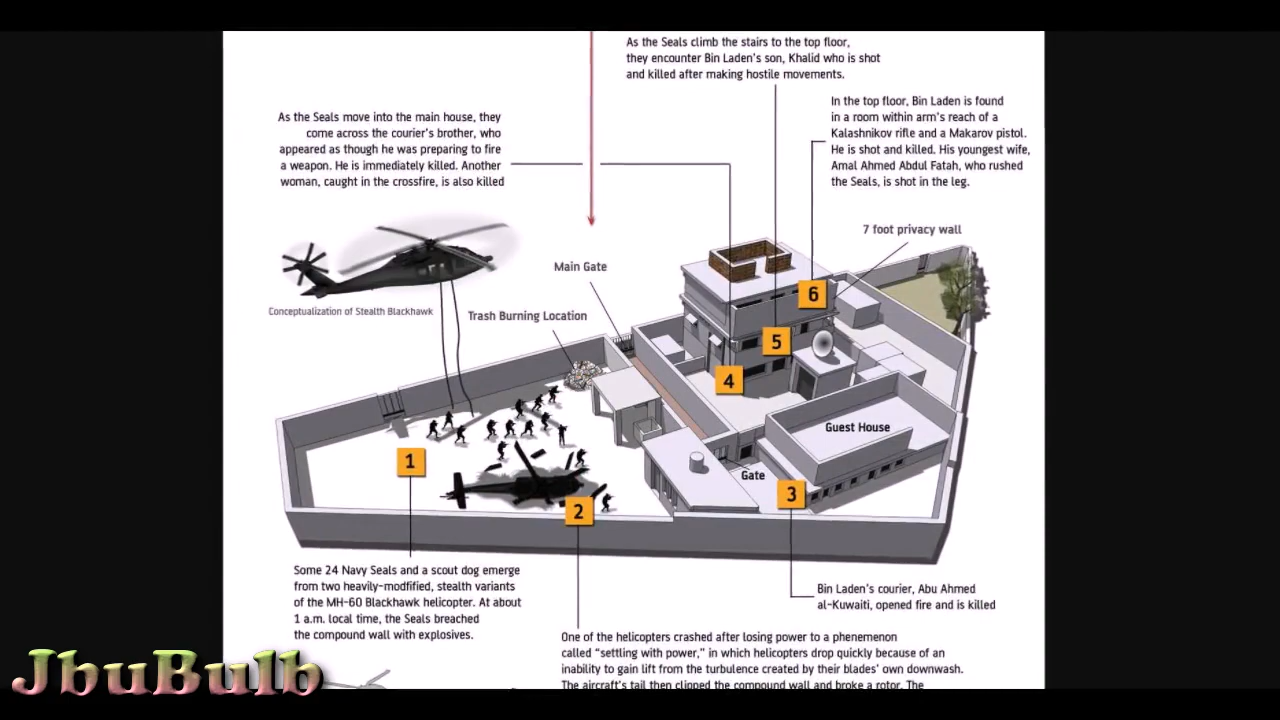 As the Seals climb the stairs to the top floor,
they encounter Bin Laden's son, Khalid who is shot
and killed after making hostile movements.
As the Seals move into the main house, they
come across the courier's brother, who
appeared as though he was preparing to fire
a weapon. He is immediately killed. Another
woman, caught in the crossfire, is also killed
In the top floor, Bin Laden is found
in a room within arm's reach of a
Kalashnikov rifle and a Makarov pistol.
He is shot and killed. His youngest wife,
Amal Ahmed Abdul Fatah, who rushed
the Seals, is shot in the leg.
7 foot privacy wall
Main Gate
Conceptualization of Stealth Blackhawk
Trash Burning Location
6
5
4
Guest House
1
Gate
3
2
Some 24 Navy Seals and a scout dog emerge
from two heavily-modfified, stealth variants
of the MH-60 Blackhawk helicopter. At about
1 a.m. local time, the Seals breached
the compound wall with explosives.
Bin Laden's courier, Abu Ahmed
al-Kuwaiti, opened fire and is killed
One of the helicopters crashed after losing power to a phenemenon
called "settling with power," in which helicopters drop quickly because of an
inability to gain lift from the turbulence created by their blades' own downwash.
The aircraft's tail then clipped the compound wall and broke a rotor. The
JbuBulb